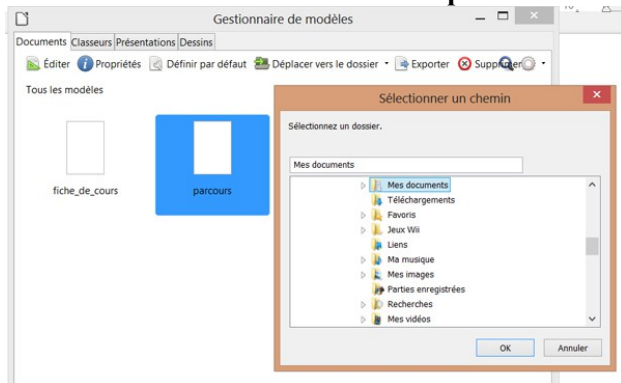 Gestionnaire de modèles
Documents Classeurs Présentations Dessins
Éditer Propriétés Définir par défaut Déplacer vers le dossier Exporter Supprimer
Tous les modèles
fiche_de_cours parcours
Sélectionner un chemin
Sélectionnez un dossier.
Mes documents
Mes documents
Téléchargements
Favoris
Jeux Wii
Liens
Ma musique
Mes images
Parties enregistrées
Recherches
Mes vidéos
OK Annuler